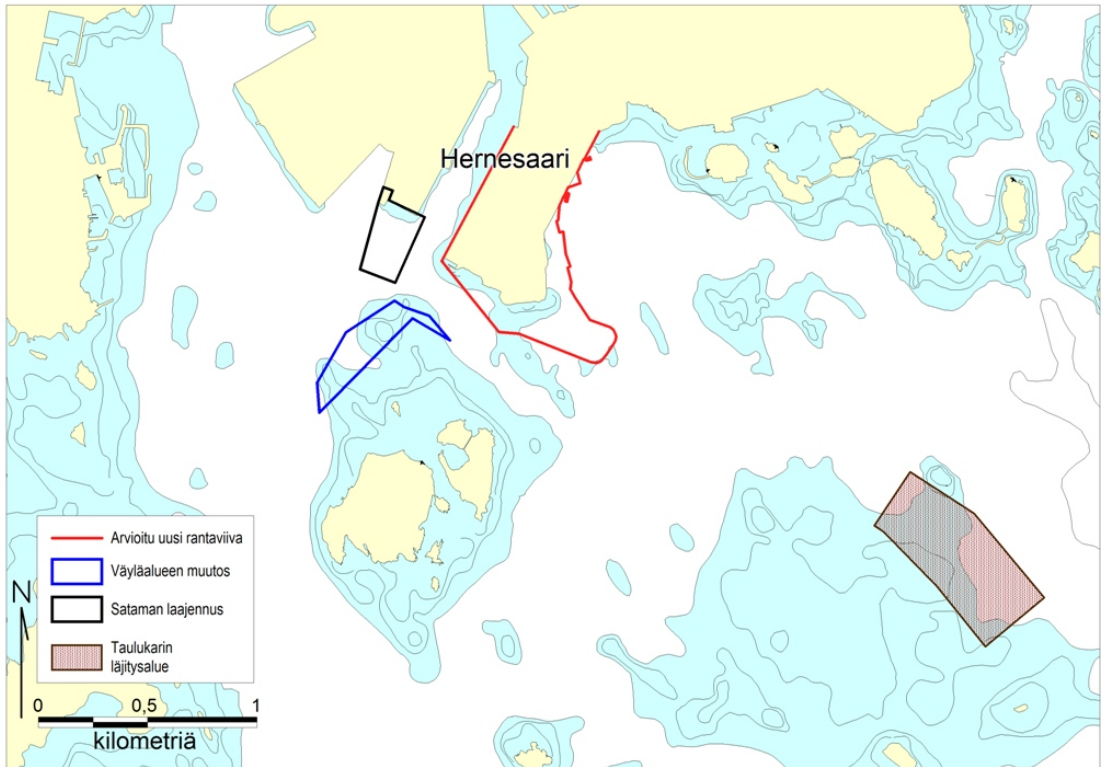 Hernesaari
Arvioitu uusi rantaviiva
Väyläalueen muutos
Sataman laajennus
Taulukarin
läjitysalue
N
0 0,5 1
kilometriä